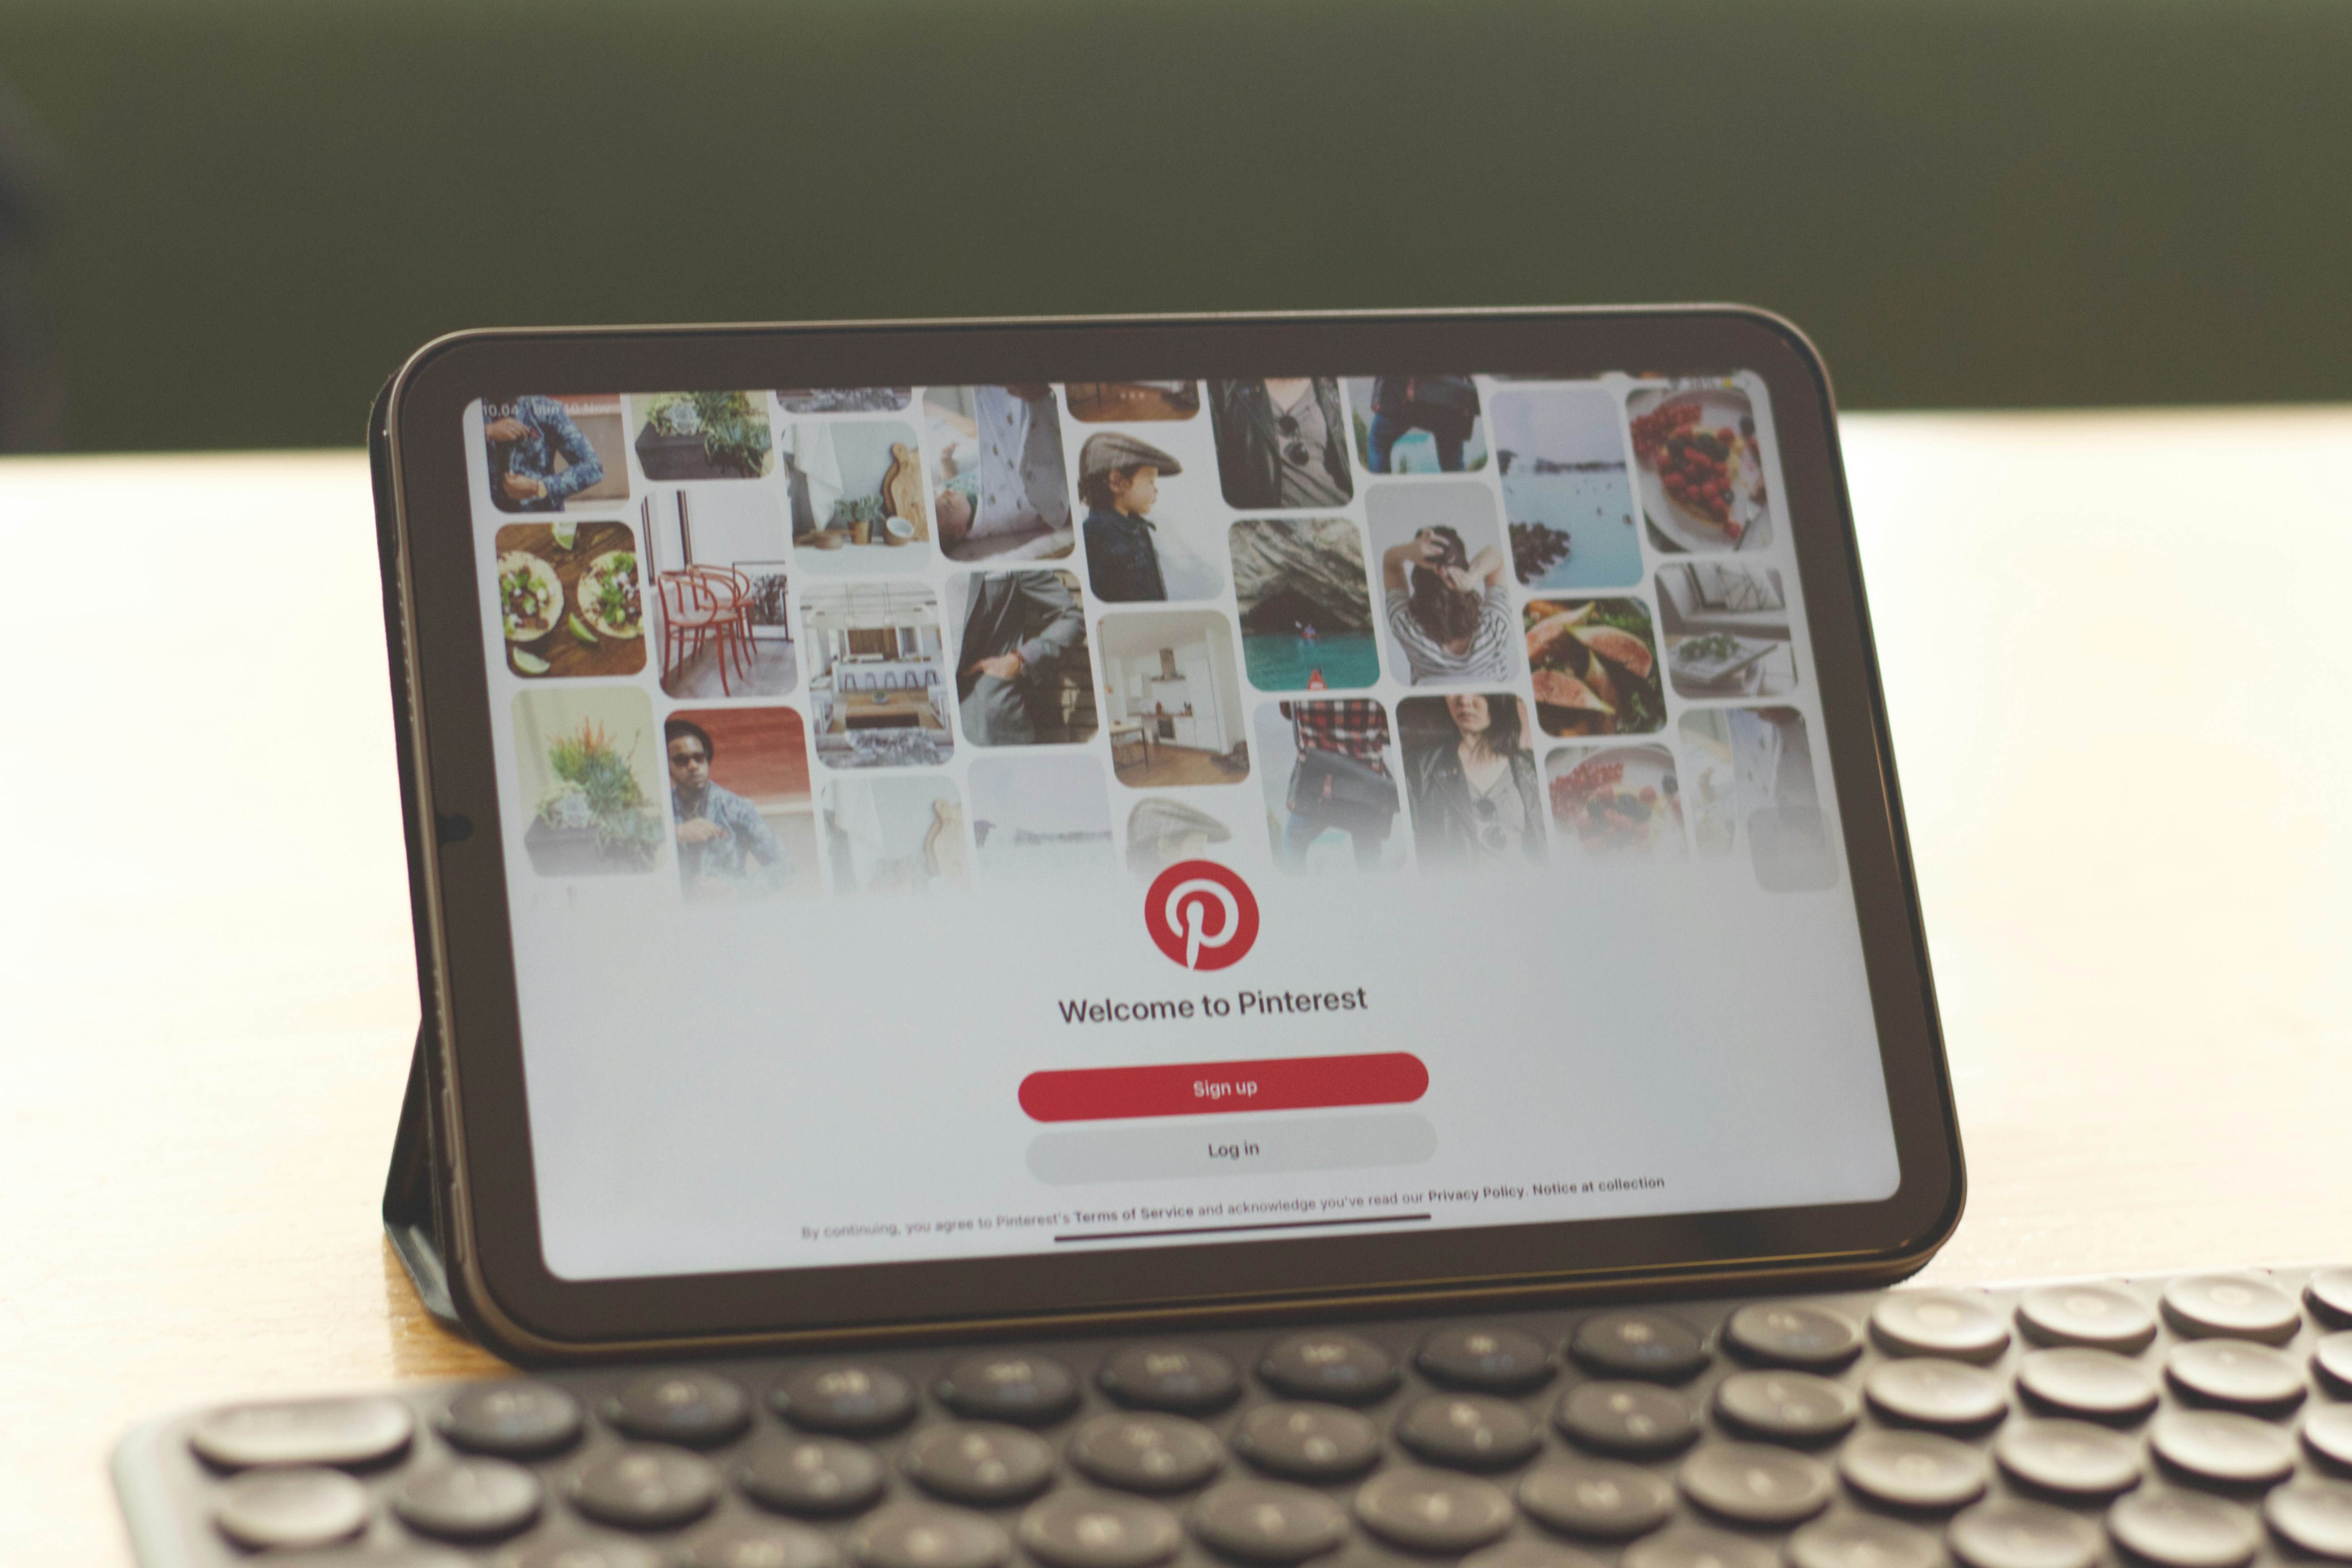 10.04 Sun 10 Nov
Welcome to Pinterest
Sign up
Log in
By continuing, you agree to Pinterest's Terms of Service and acknowledge you've read our Privacy Policy. Notice at collection